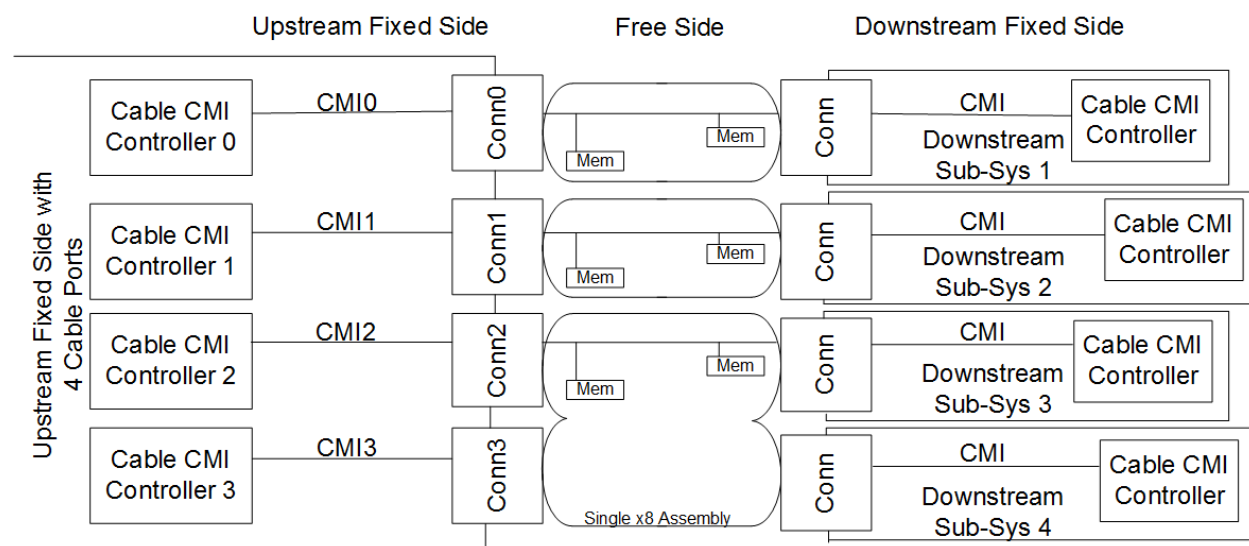 Upstream Fixed Side
Free Side
Downstream Fixed Side
Upstream Fixed Side with
4 Cable Ports
Cable CMI
Controller 0
CMI0
Conn0
Mem
Mem
Conn
CMI
Downstream
Sub-Sys 1
Cable CMI
Controller
Cable CMI
Controller 1
CMI1
Conn1
Mem
Mem
Conn
CMI
Downstream
Sub-Sys 2
Cable CMI
Controller
Cable CMI
Controller 2
CMI2
Conn2
Mem
Mem
Conn
CMI
Downstream
Sub-Sys 3
Cable CMI
Controller
Cable CMI
Controller 3
CMI3
Conn3
Single x8 Assembly
Conn
CMI
Downstream
Sub-Sys 4
Cable CMI
Controller